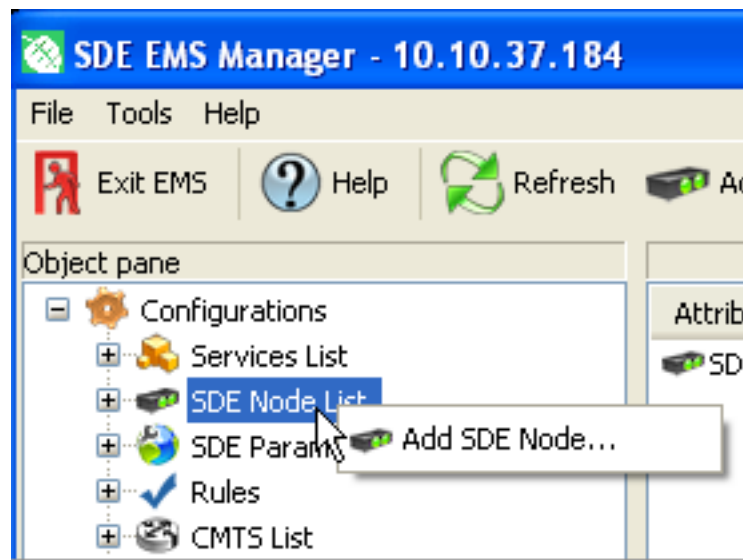 SDE EMS Manager - 10.10.37.184
File Tools Help
Exit EMS Help Refresh
Object pane
Configurations
Services List
SDE Node List
Add SDE Node...
SDE
Rules
CMTS List